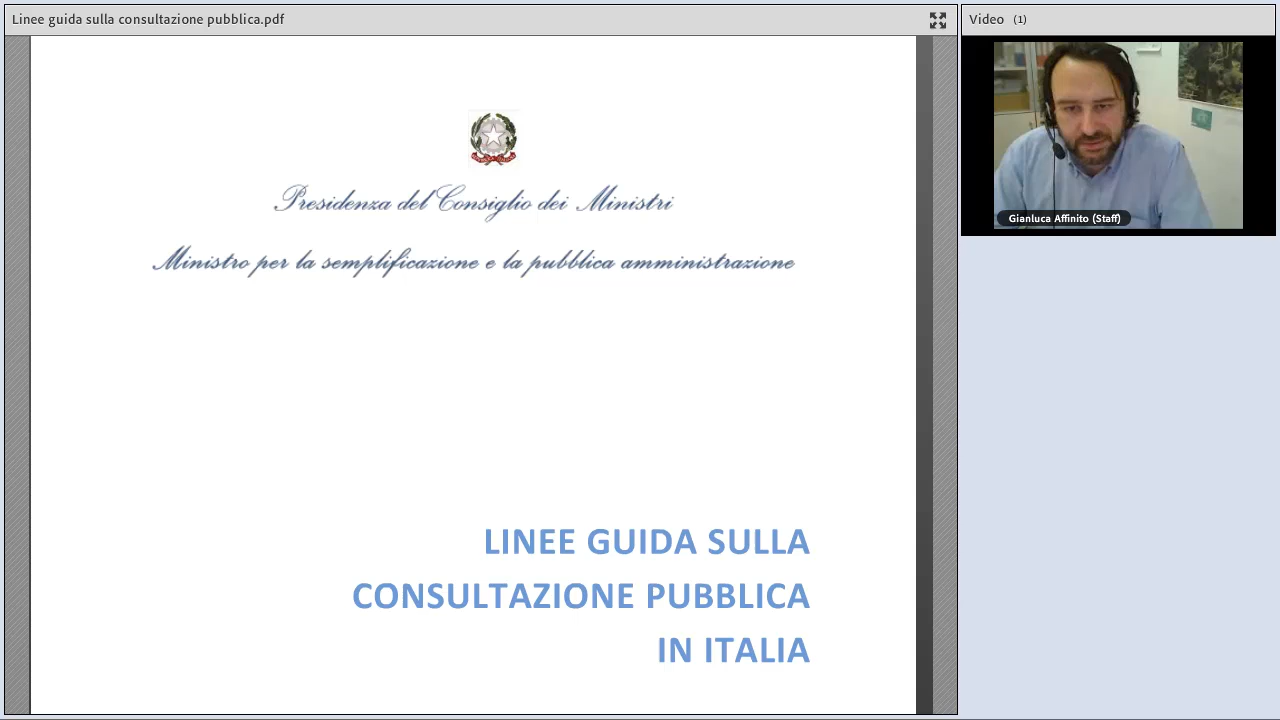 Linee guida sulla consultazione pubblica.pdf
Video (1)
Gianluca Affinito (Staff)
Presidenza del Consiglio dei Ministri
Ministro per la semplificazione e la pubblica amministrazione
LINEE GUIDA SULLA
CONSULTAZIONE PUBBLICA
IN ITALIA